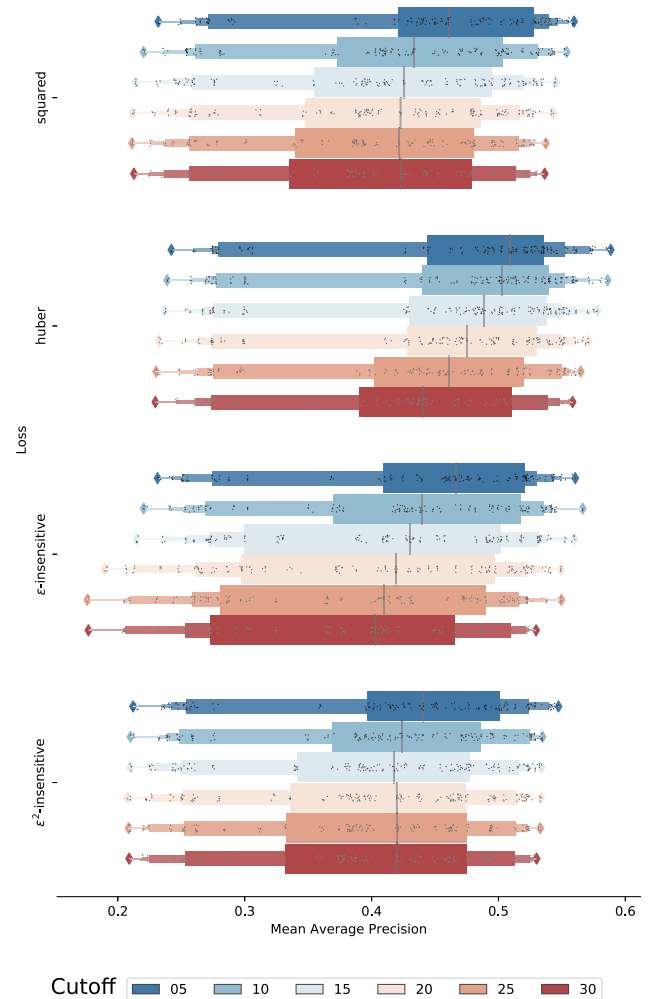 squared
huber
Loss
ε-insensitive
ε²-insensitive
0.2 0.3 0.4 0.5 0.6
Mean Average Precision
Cutoff 05 10 15 20 25 30